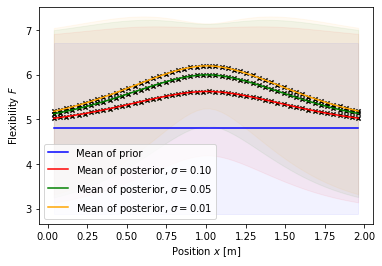 7
6
5
4
3
Flexibility F
Mean of prior
Mean of posterior, σ = 0.10
Mean of posterior, σ = 0.05
Mean of posterior, σ = 0.01
0.00 0.25 0.50 0.75 1.00 1.25 1.50 1.75 2.00
Position x [m]